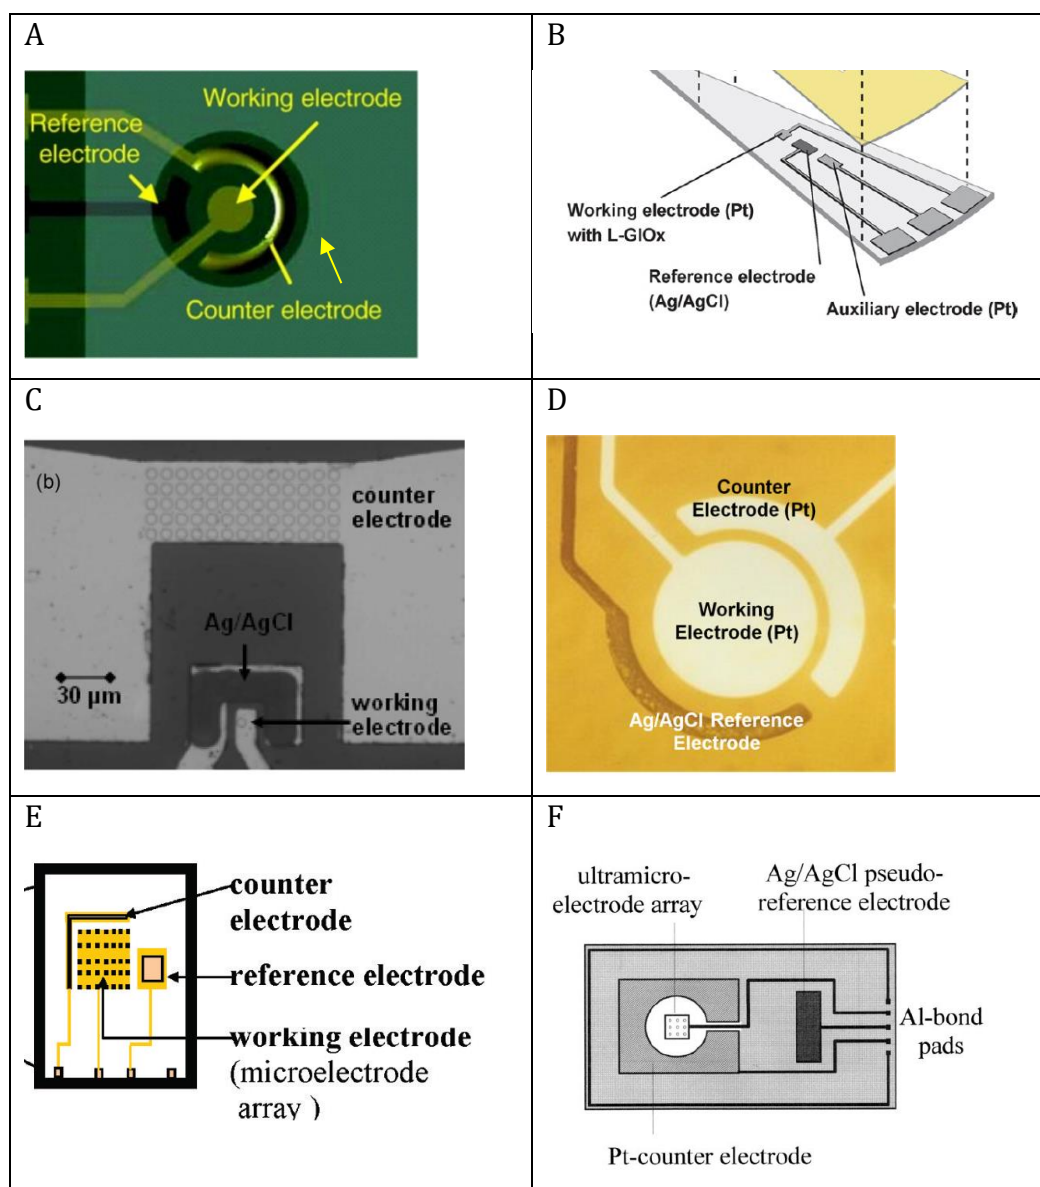 A
Working electrode
Reference
electrode
Counter electrode
B
Working electrode (Pt)
with L-GlOx
Reference electrode
(Ag/AgCl)
Auxiliary electrode (Pt)
C
(b)
counter
electrode
Ag/AgCl
30 µm
working
electrode
D
Counter
Electrode (Pt)
Working
Electrode (Pt)
Ag/AgCl Reference
Electrode
E
counter
electrode
reference electrode
working electrode
(microelectrode
array )
F
ultramicro-
electrode array
Ag/AgCl pseudo-
reference electrode
Al-bond
pads
Pt-counter electrode